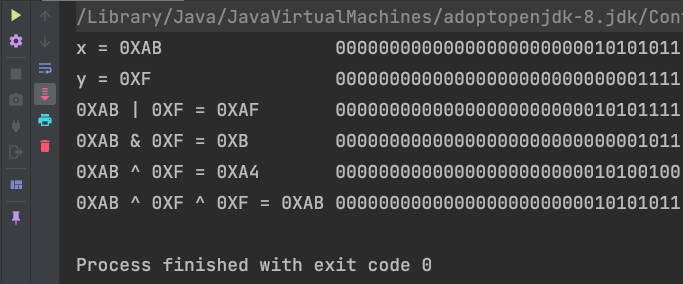 /Library/Java/JavaVirtualMachines/adoptopenjdk-8.jdk/Cont
x = 0XAB 00000000000000000000000010101011
y = 0XF 00000000000000000000000000001111
0XAB | 0XF = 0XAF 00000000000000000000000010101111
0XAB & 0XF = 0XB 00000000000000000000000000001011
0XAB ^ 0XF = 0XA4 00000000000000000000000010100100
0XAB ^ 0XF ^ 0XF = 0XAB 00000000000000000000000010101011
Process finished with exit code 0